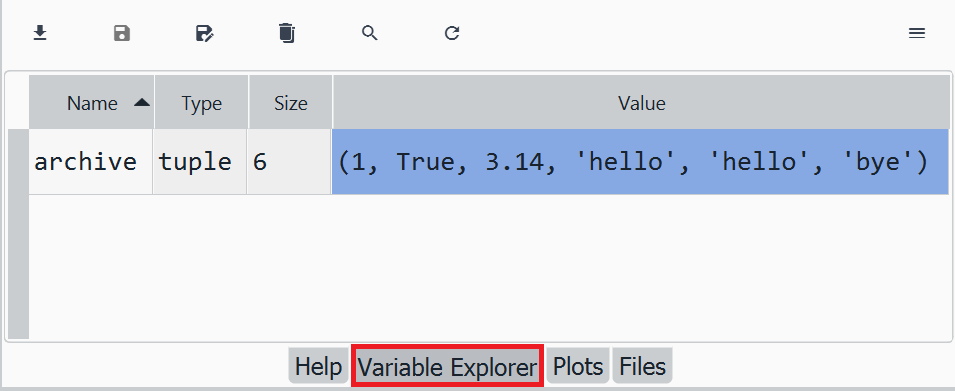 Name Type Size Value
archive tuple 6 (1, True, 3.14, 'hello', 'hello', 'bye')
Help Variable Explorer Plots Files